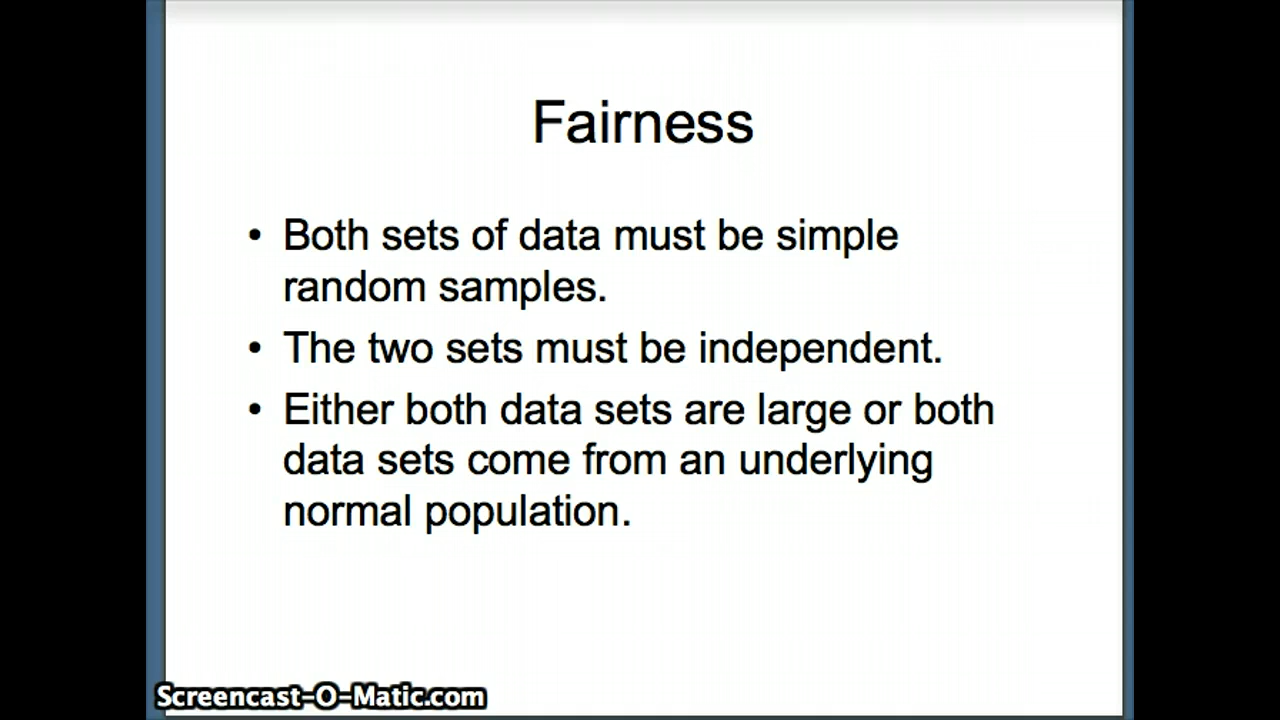 Fairness
• Both sets of data must be simple
random samples.
• The two sets must be independent.
• Either both data sets are large or both
data sets come from an underlying
normal population.
Screencast-O-Matic.com